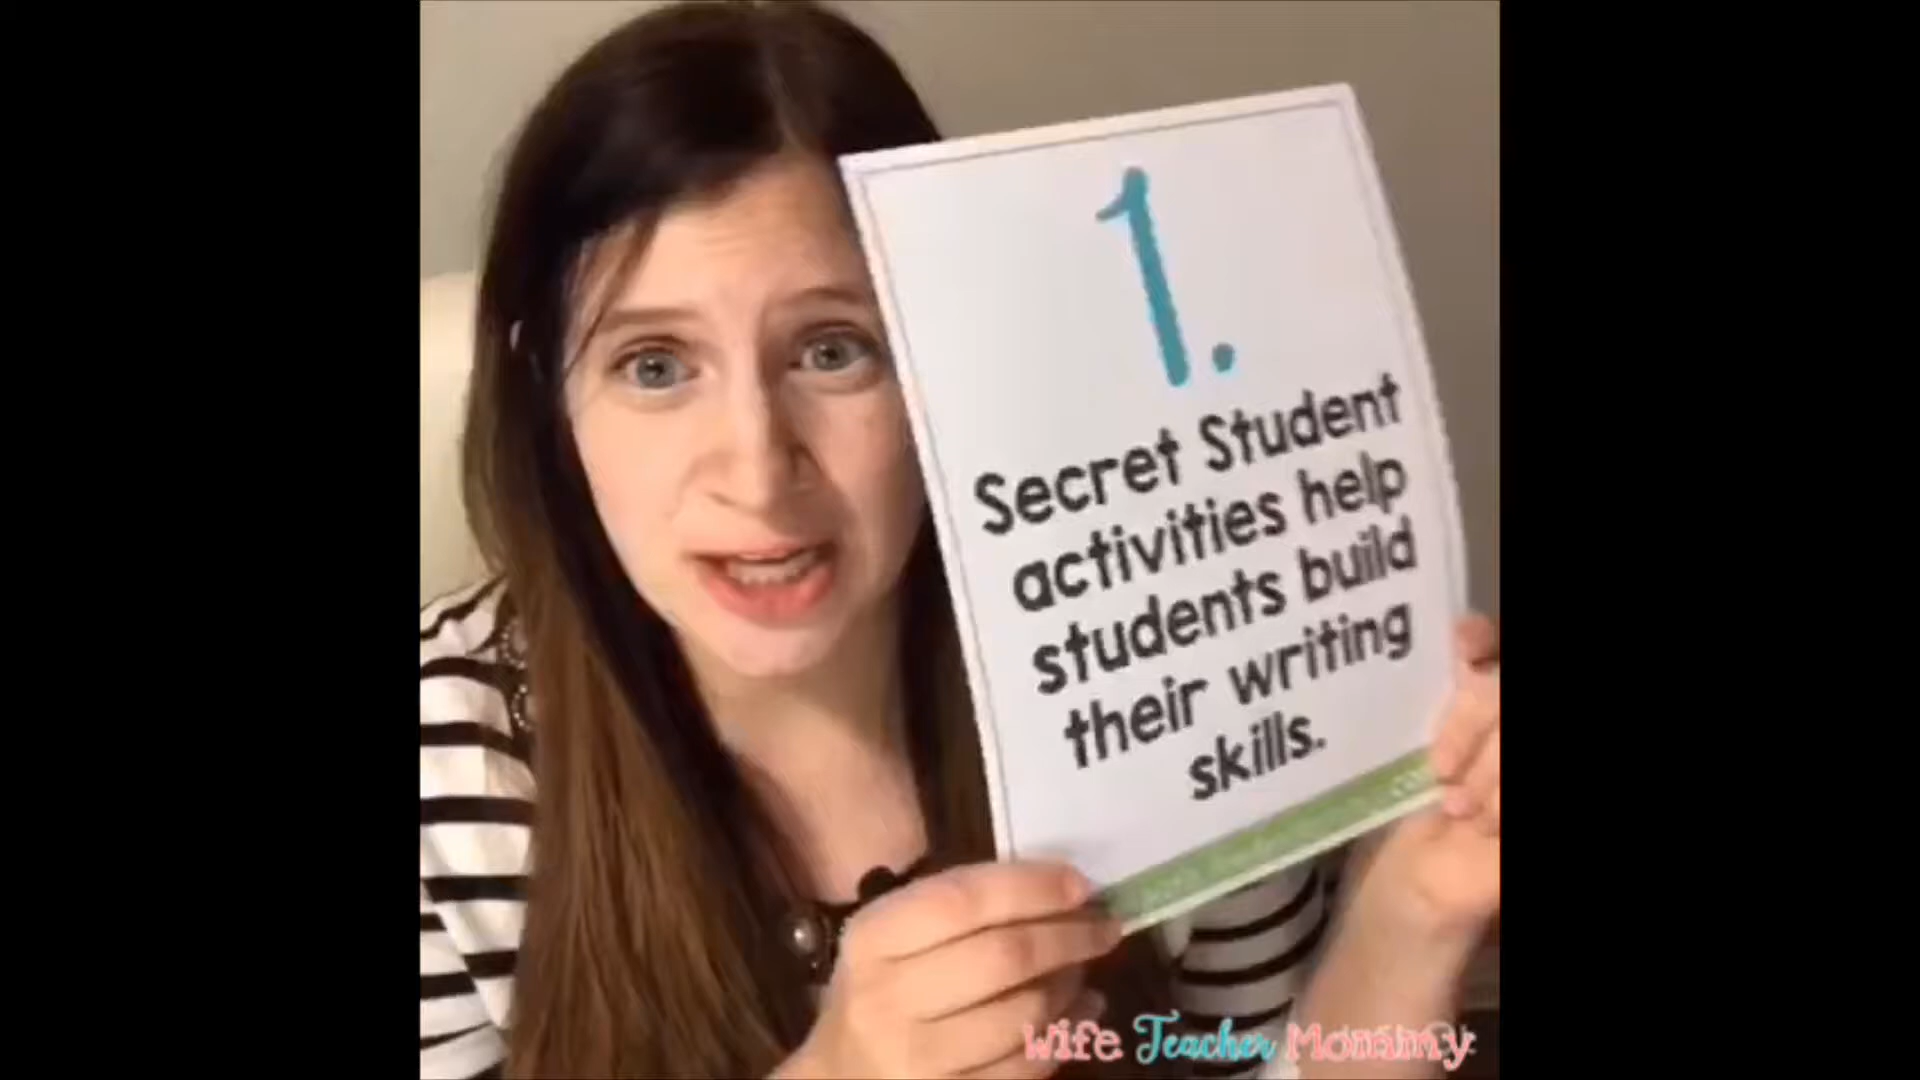 1.
Secret Student
activities help
students build
their writing
skills.
Wife Teacher Mommy